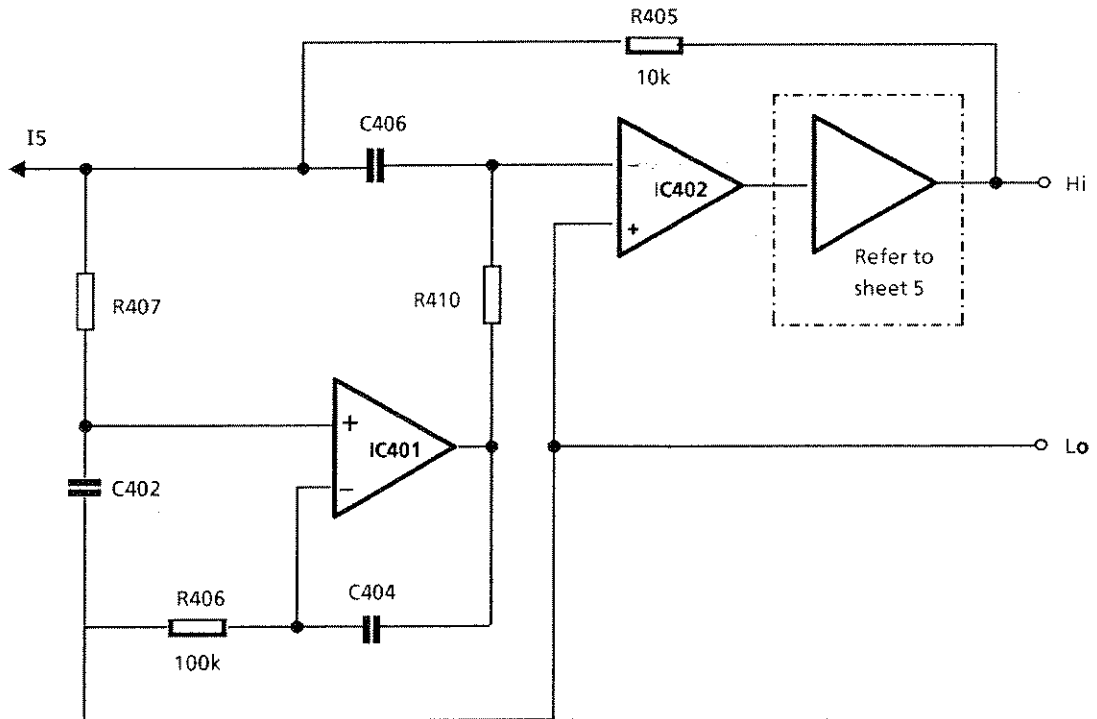 R405
10k
I5
C406
-
IC402
+
Hi
Refer to
sheet 5
R407
R410
+
IC401
-
Lo
C402
R406
C404
100k